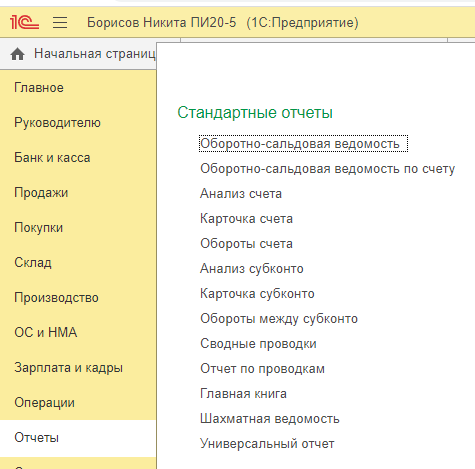 1С Борисов Никита ПИ20-5 (1С:Предприятие)
Начальная страниц
Главное
Руководителю
Банк и касса
Продажи
Покупки
Склад
Производство
ОС и НМА
Зарплата и кадры
Операции
Отчеты
Стандартные отчеты
Оборотно-сальдовая ведомость
Оборотно-сальдовая ведомость по счету
Анализ счета
Карточка счета
Обороты счета
Анализ субконто
Карточка субконто
Обороты между субконто
Сводные проводки
Отчет по проводкам
Главная книга
Шахматная ведомость
Универсальный отчет